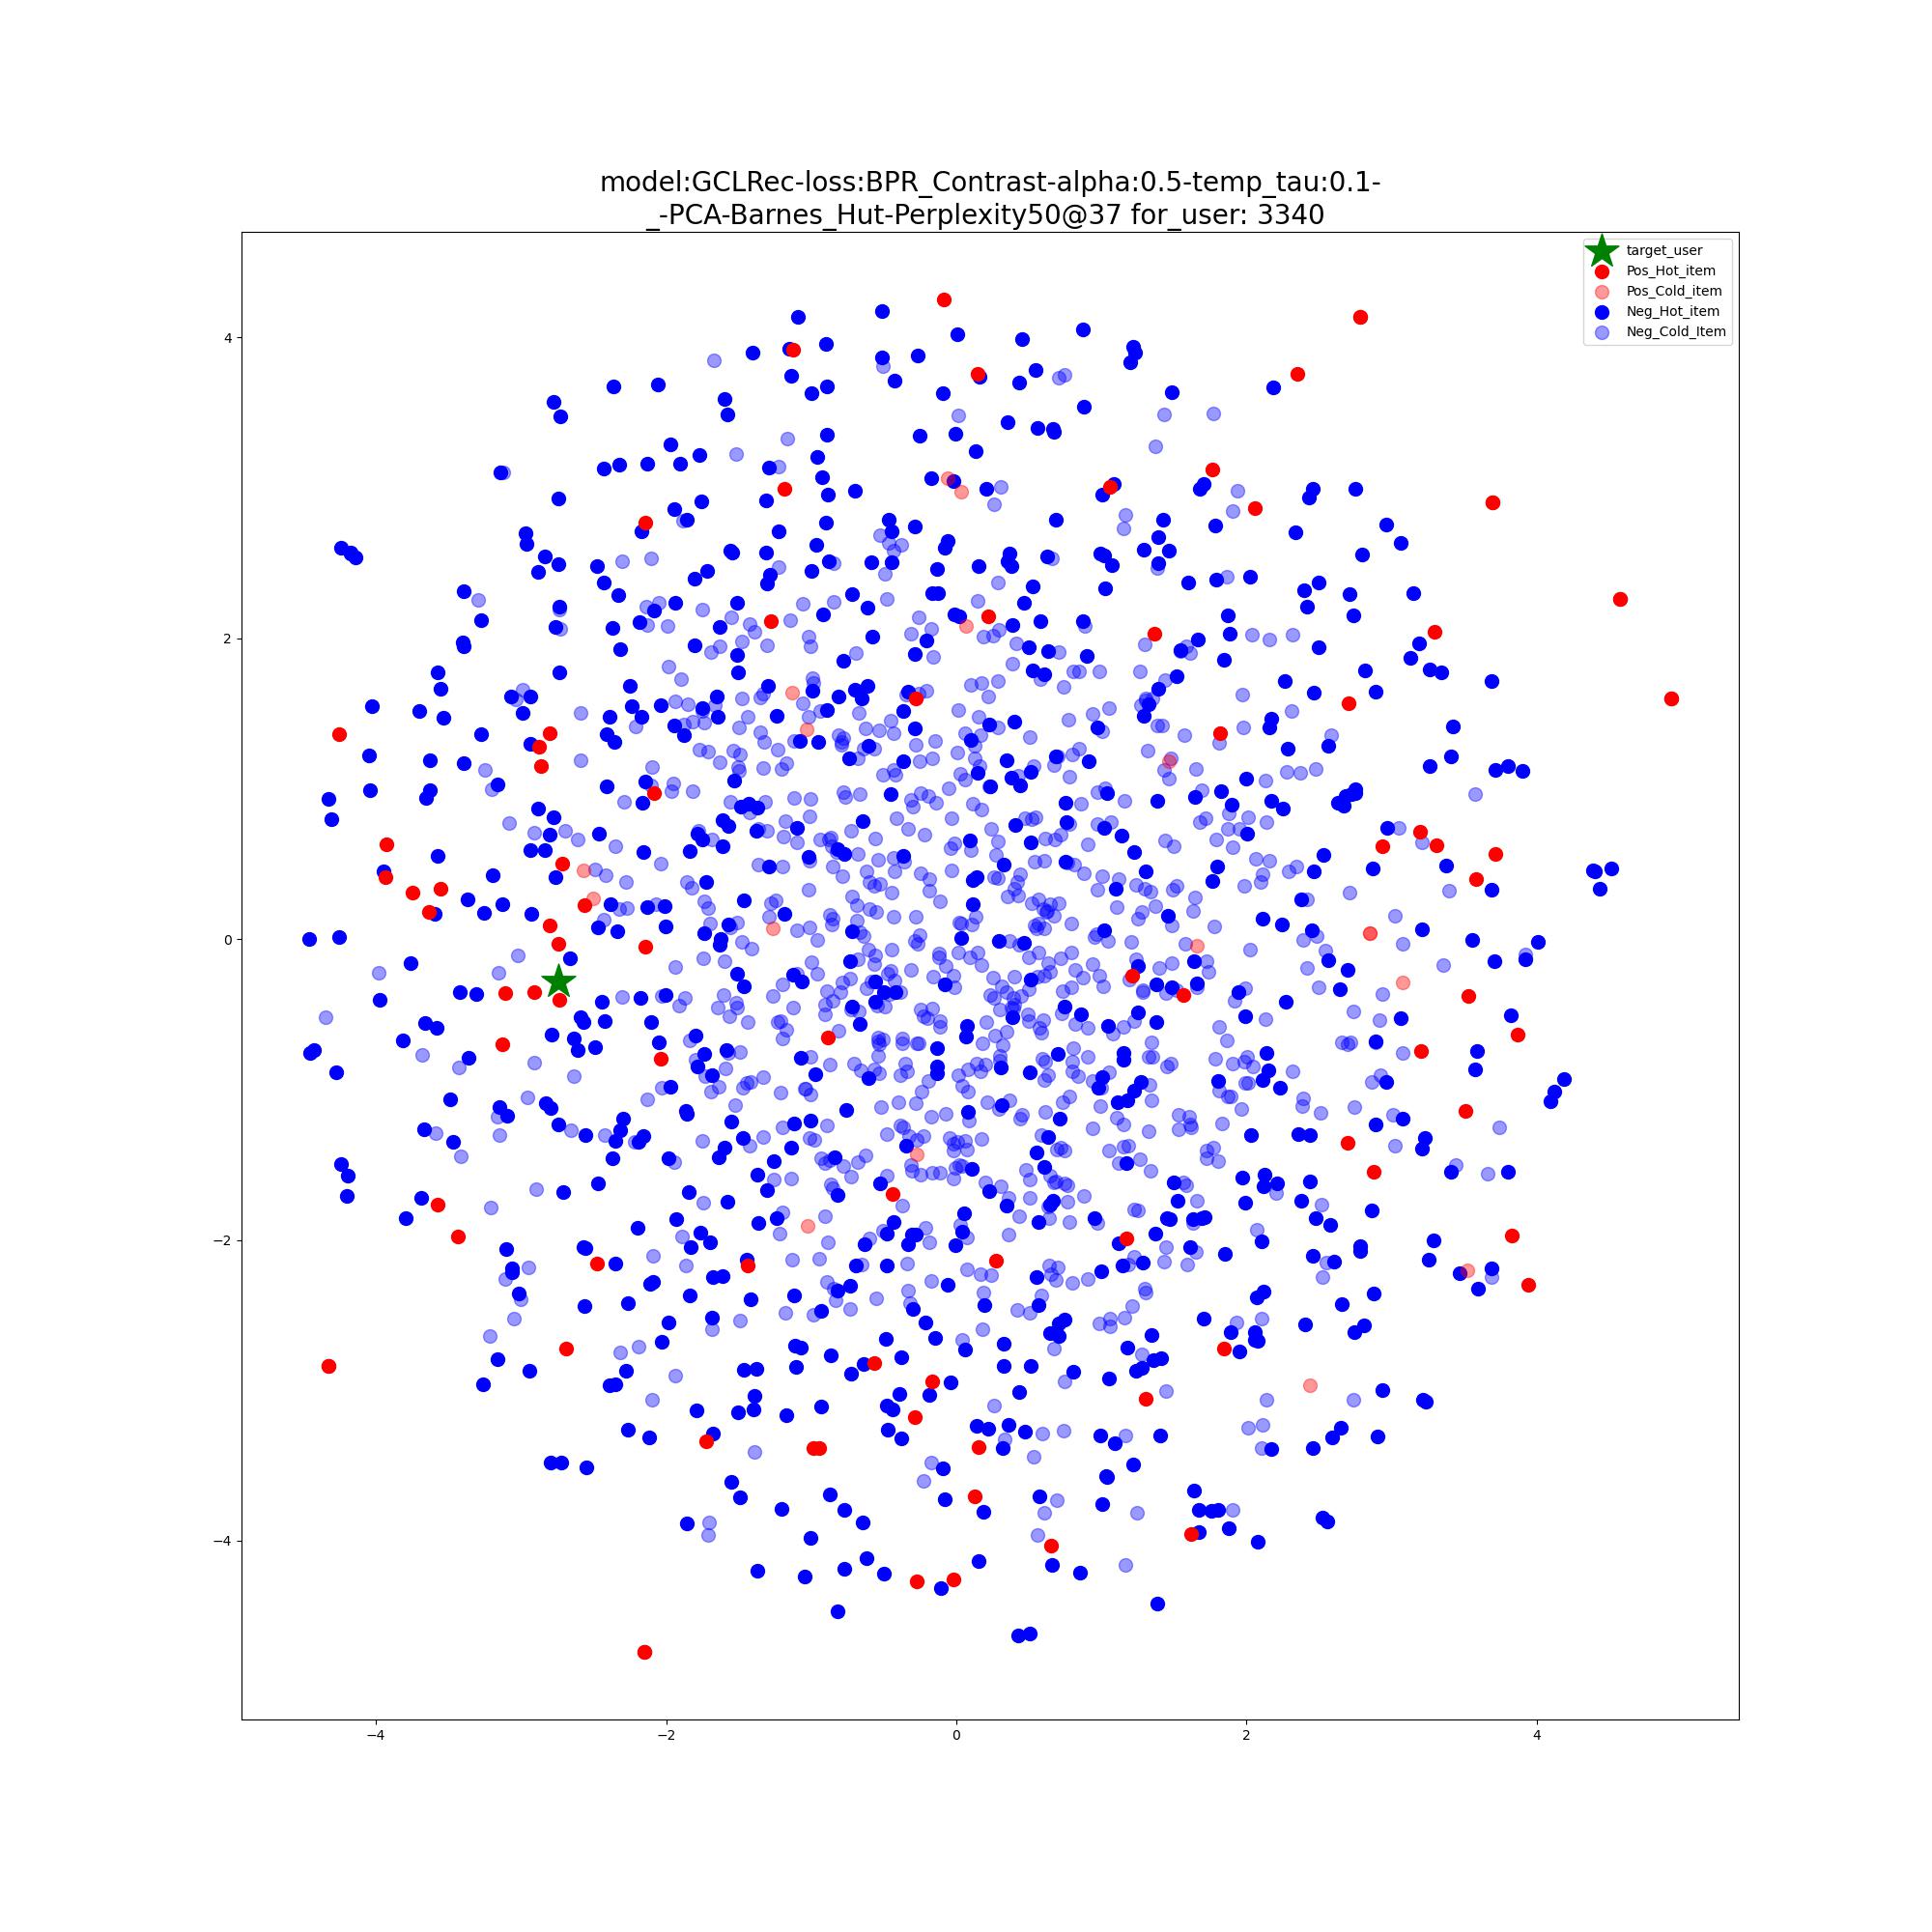 model:GCLRec-loss:BPR_Contrast-alpha:0.5-temp_tau:0.1-
_-PCA-Barnes_Hut-Perplexity50@37 for_user: 3340
target_user
Pos_Hot_item
Pos_Cold_item
Neg_Hot_item
Neg_Cold_Item
4
2
0
−2
−4
−4
−2
0
2
4